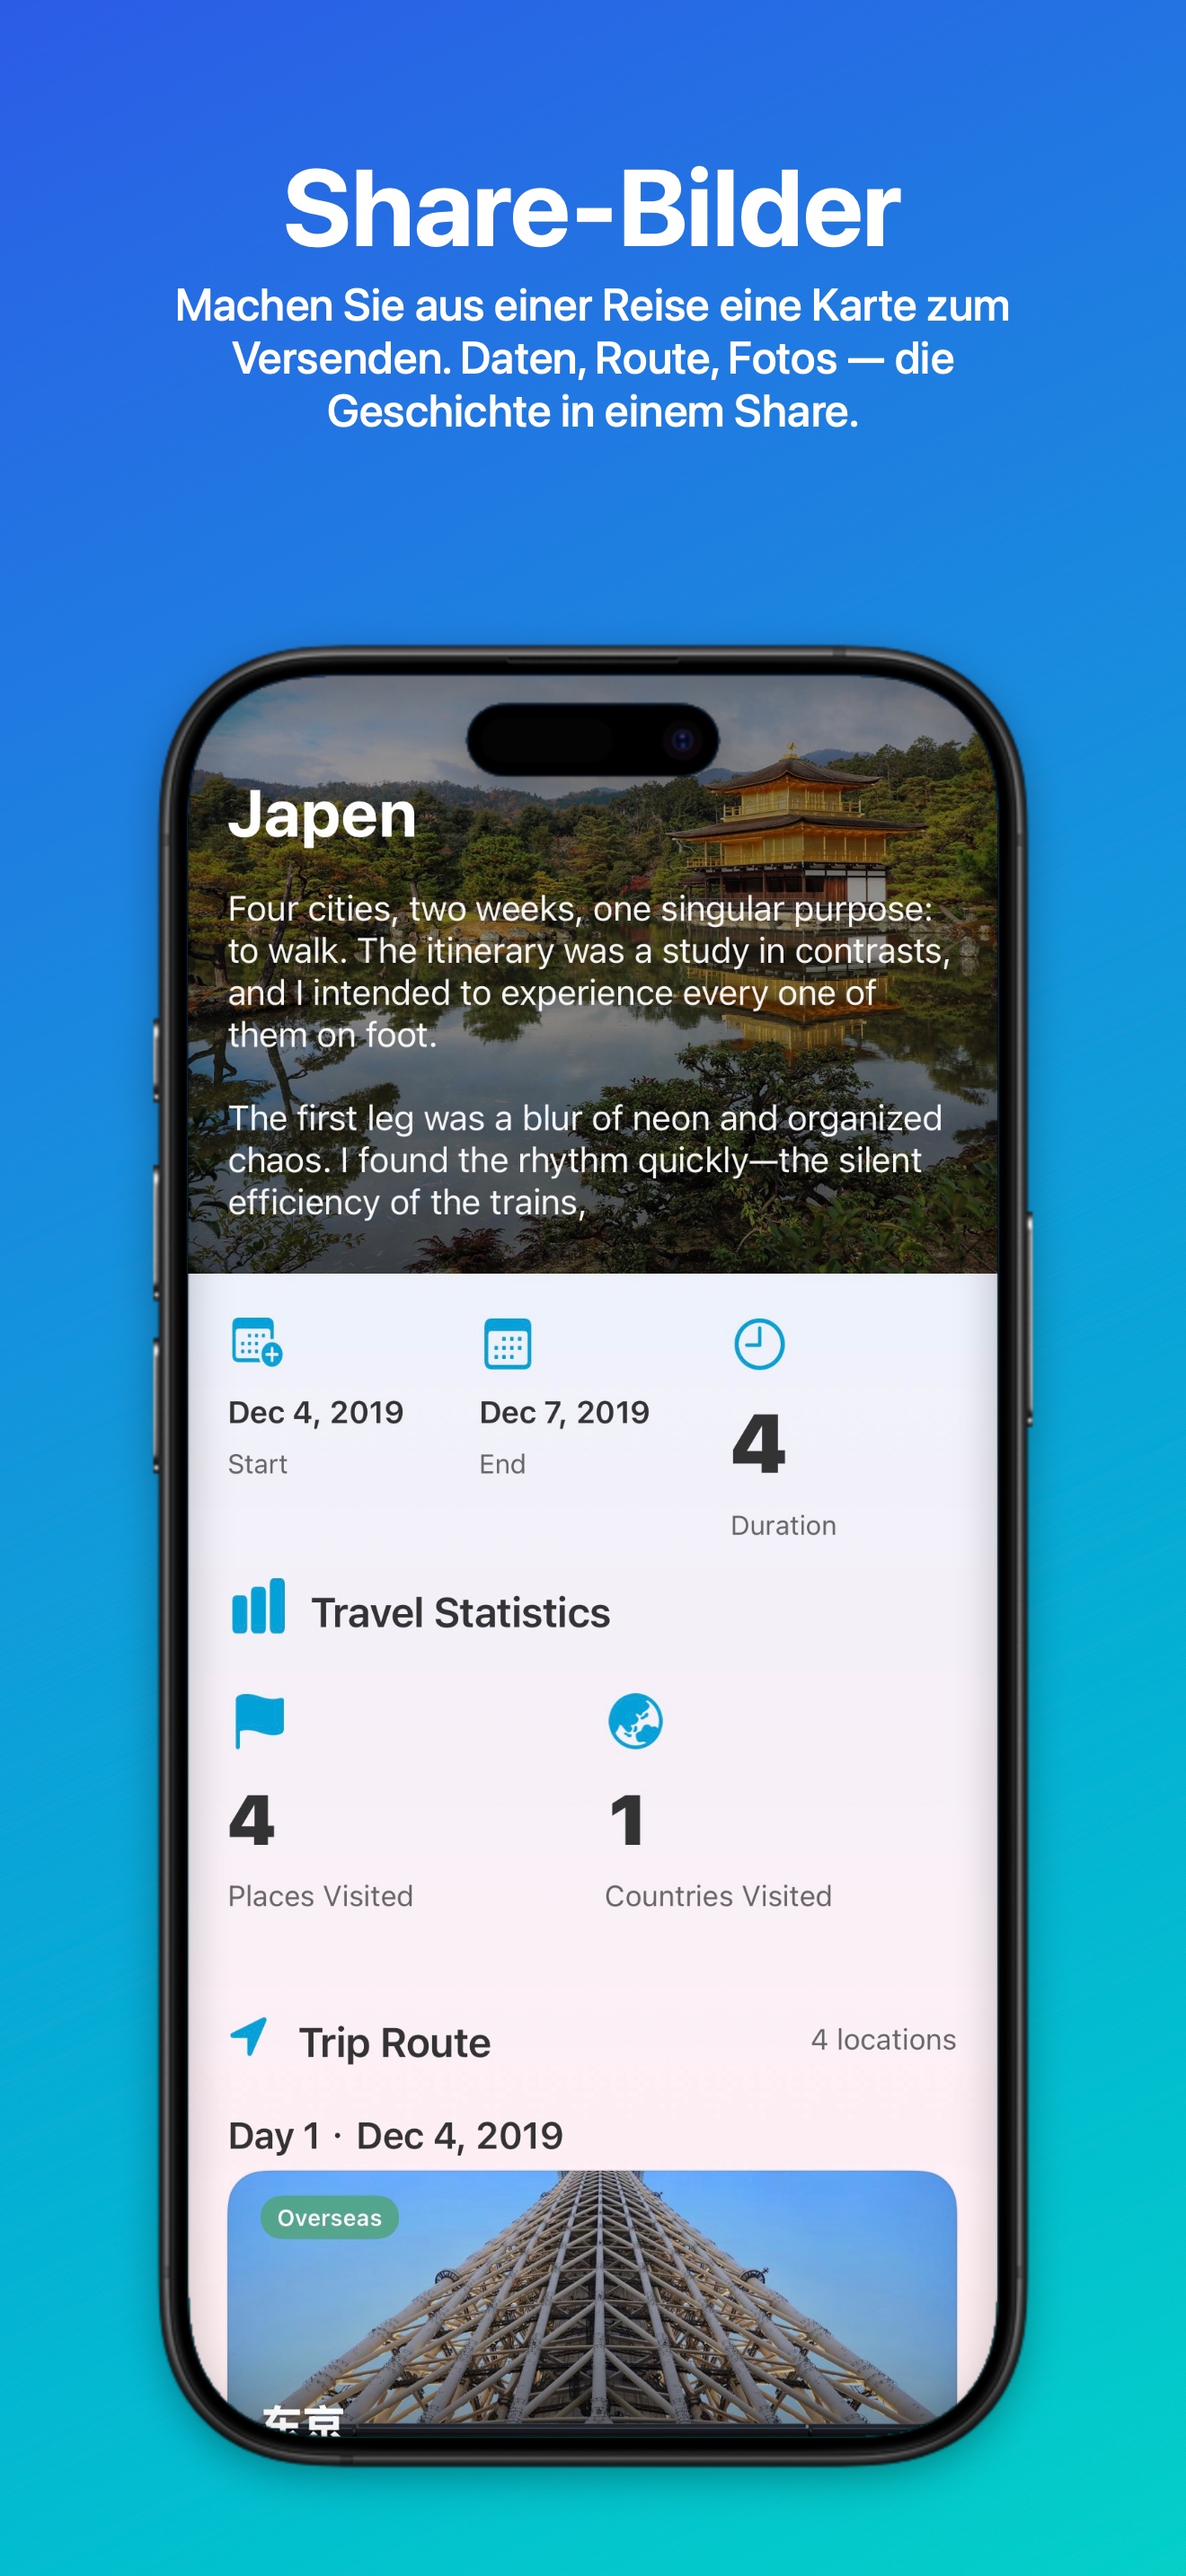 Share-Bilder
Machen Sie aus einer Reise eine Karte zum
Versenden. Daten, Route, Fotos — die
Geschichte in einem Share.
Japen
Four cities, two weeks, one singular purpose:
to walk. The itinerary was a study in contrasts,
and I intended to experience every one of
them on foot.
The first leg was a blur of neon and organized
chaos. I found the rhythm quickly—the silent
efficiency of the trains,
Dec 4, 2019
Start
Dec 7, 2019
End
4
Duration
Travel Statistics
4
Places Visited
1
Countries Visited
Trip Route
4 locations
Day 1 · Dec 4, 2019
Overseas
东京